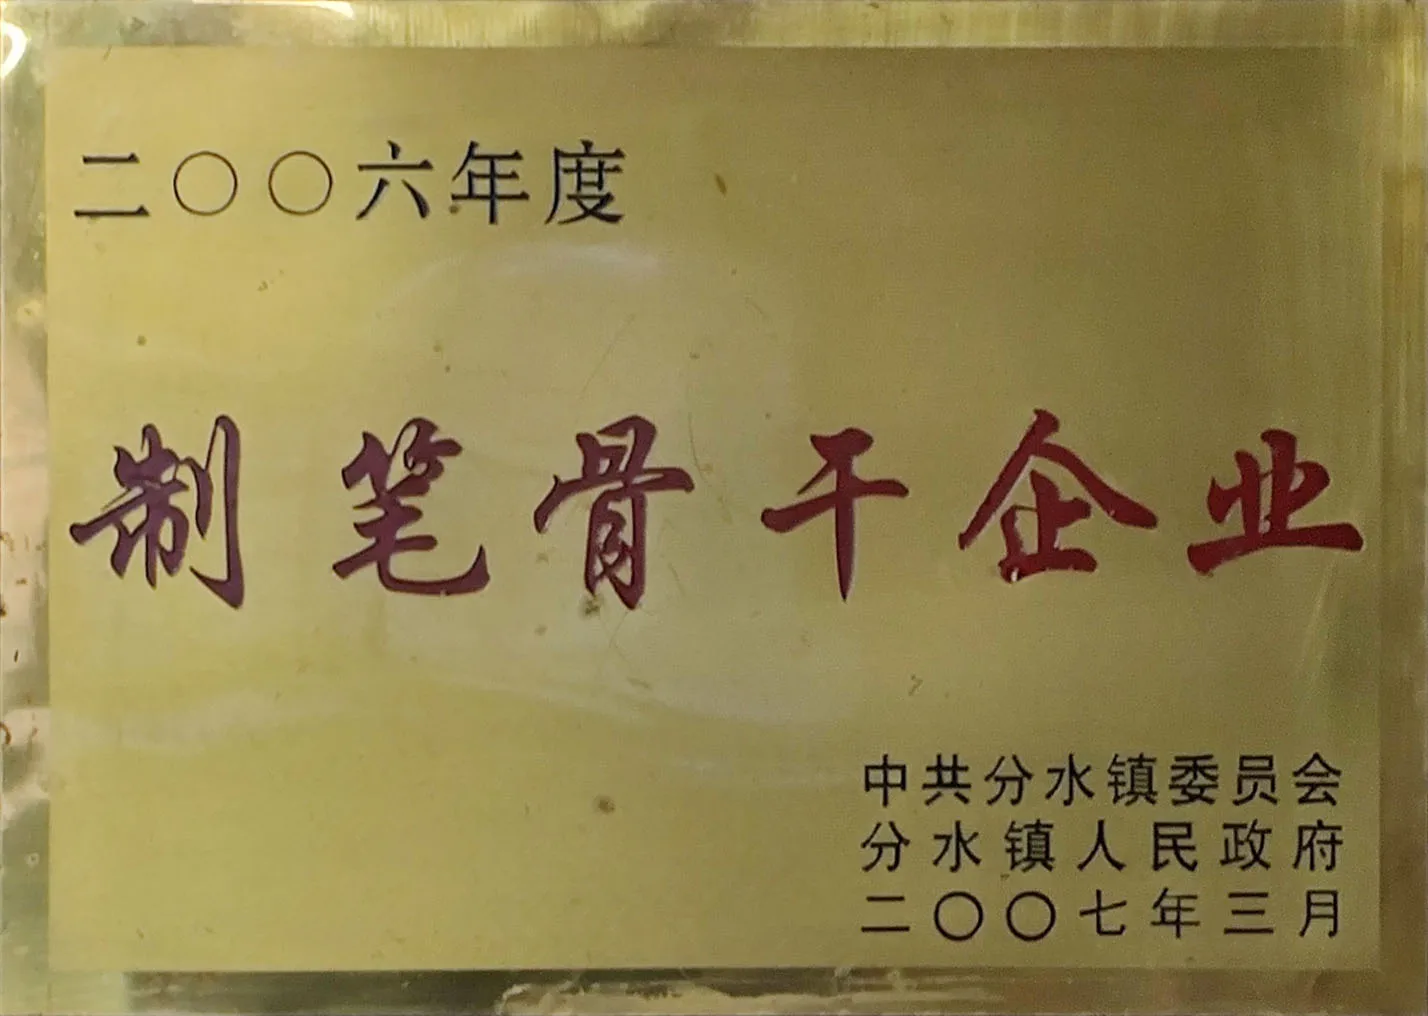 二〇〇六年度
制笔骨干企业
中共分水镇委员会
分水镇人民政府
二〇〇七年三月